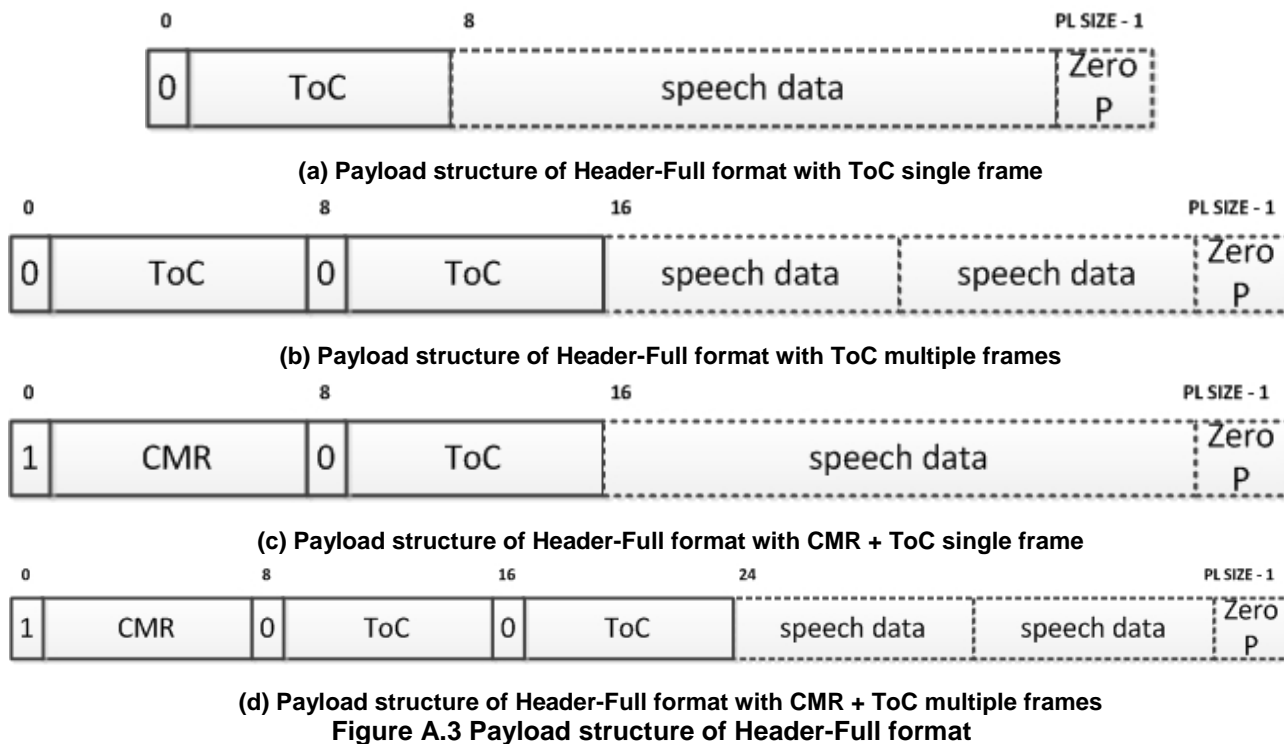 0 8 PL SIZE - 1
0 ToC speech data Zero P
(a) Payload structure of Header-Full format with ToC single frame
0 8 16 PL SIZE - 1
0 ToC 0 ToC speech data speech data Zero P
(b) Payload structure of Header-Full format with ToC multiple frames
0 8 16 PL SIZE - 1
1 CMR 0 ToC speech data Zero P
(c) Payload structure of Header-Full format with CMR + ToC single frame
0 8 16 24 PL SIZE - 1
1 CMR 0 ToC 0 ToC speech data speech data Zero P
(d) Payload structure of Header-Full format with CMR + ToC multiple frames
Figure A.3 Payload structure of Header-Full format